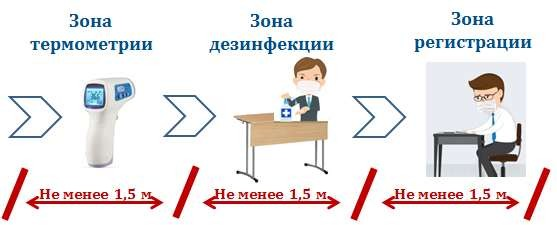 Зона
термометрии
Зона
дезинфекции
Зона
регистрации
Не менее 1,5 м
Не менее 1,5 м
Не менее 1,5 м